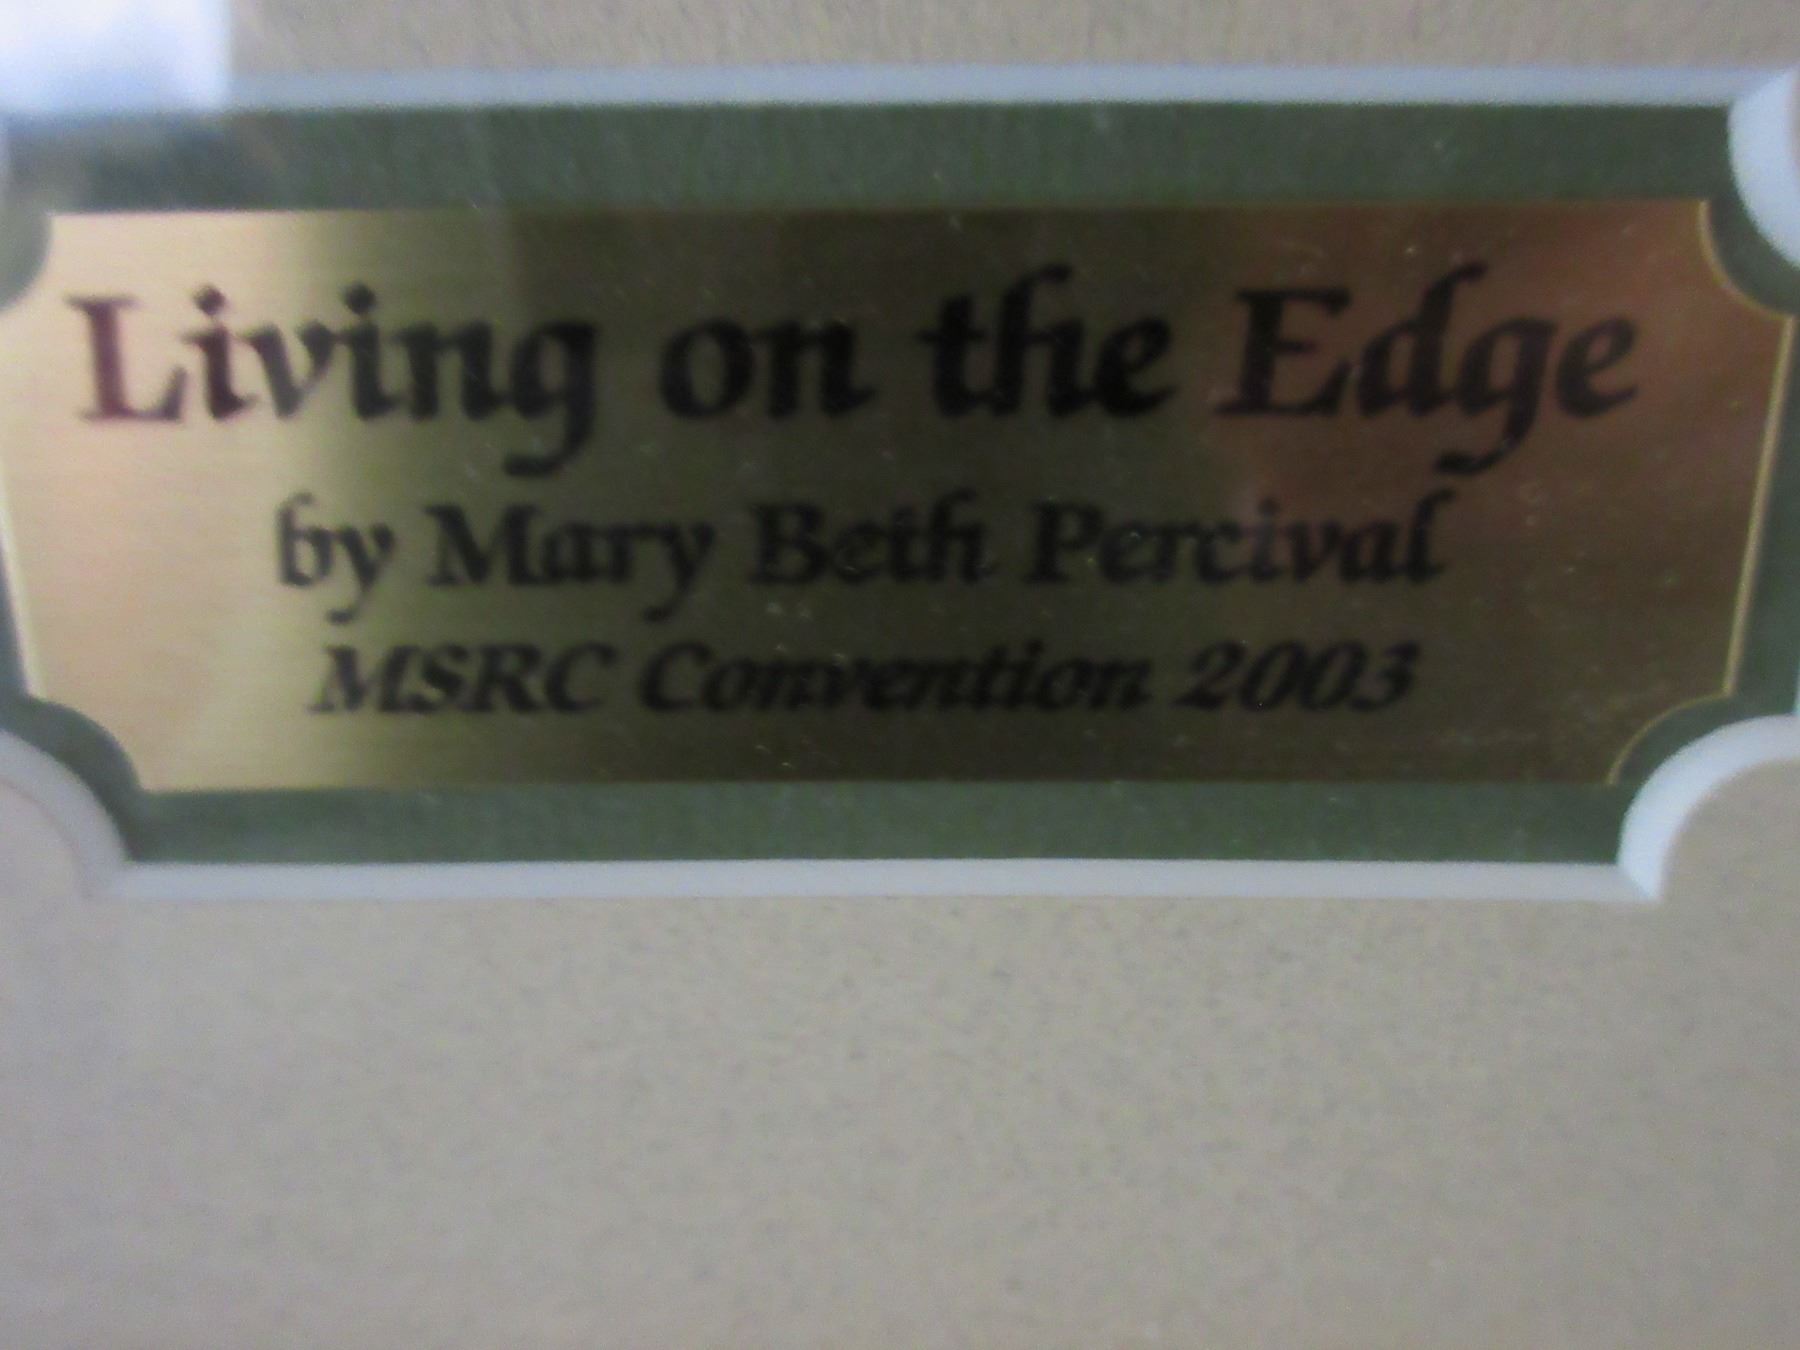 Living on the Edge
by Mary Beth Percival
MSRC Convention 2003